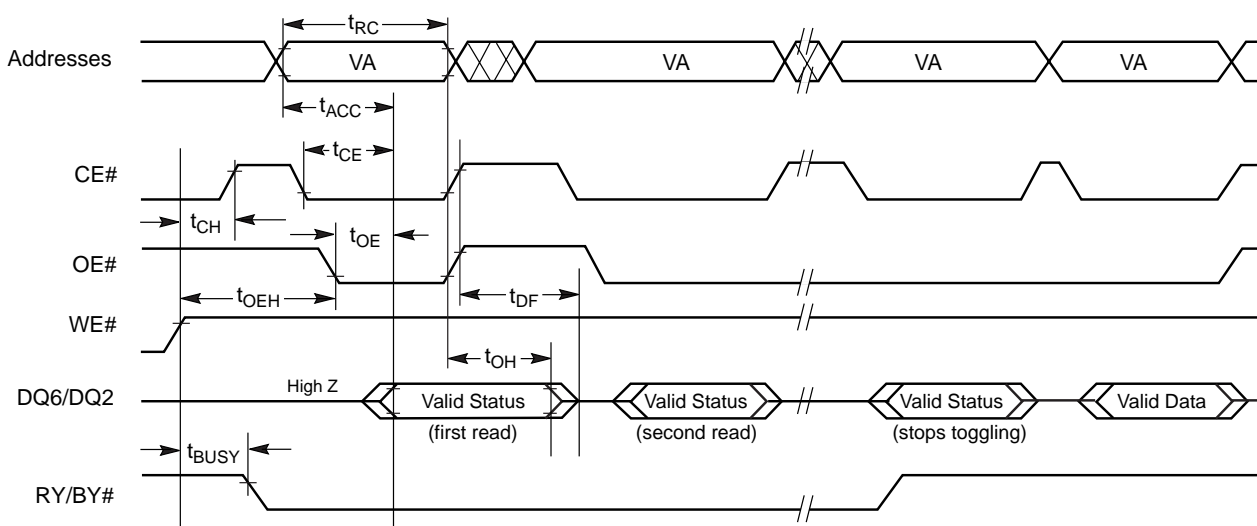 tRC
Addresses VA VA VA VA
tACC
tCE
CE#
tCH tOE
OE#
tOEH tDF
WE#
tOH
High Z
DQ6/DQ2 Valid Status Valid Status Valid Status Valid Data
(first read) (second read) (stops toggling)
tBUSY
RY/BY#